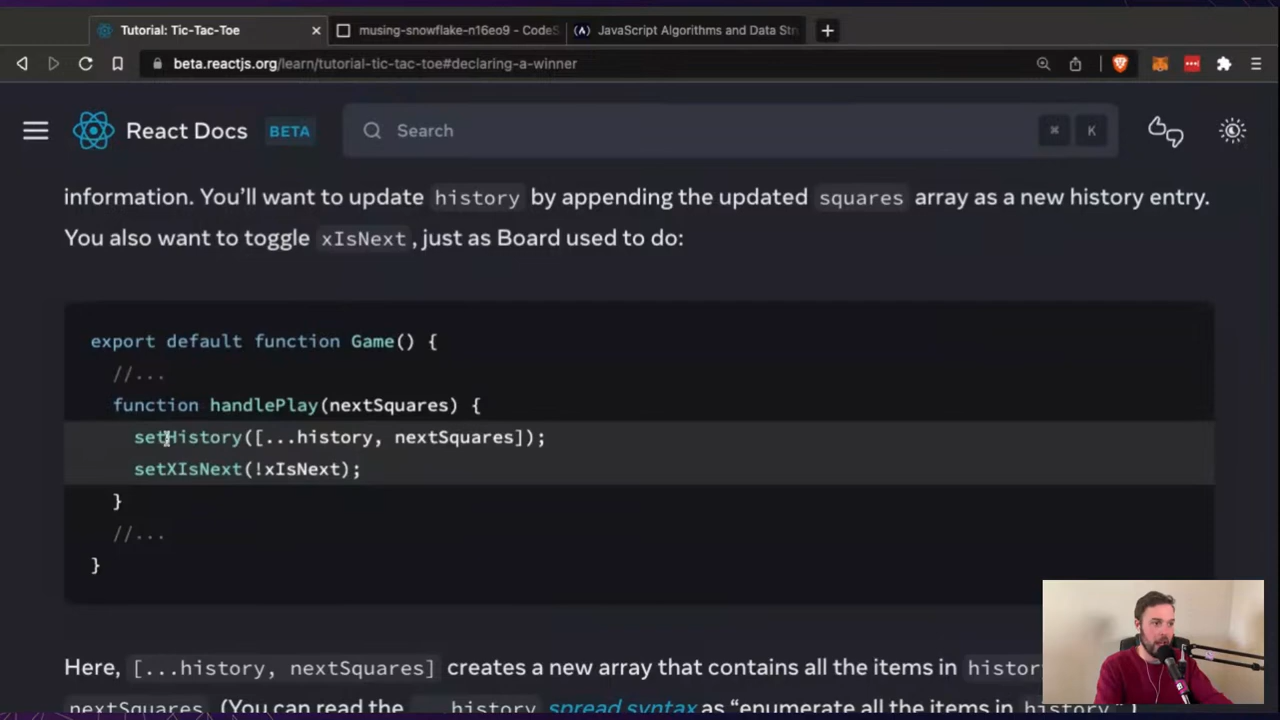 Tutorial: Tic-Tac-Toe
musing-snowflake-n16eo9 - CodeS
JavaScript Algorithms and Data Str
beta.reactjs.org/learn/tutorial-tic-tac-toe#declaring-a-winner
React Docs BETA
Search
⌘ K
information. You’ll want to update history by appending the updated squares array as a new history entry.
You also want to toggle xIsNext, just as Board used to do:
export default function Game() {
//...
function handlePlay(nextSquares) {
setHistory([...history, nextSquares]);
setXIsNext(!xIsNext);
}
//...
}
Here, [...history, nextSquares] creates a new array that contains all the items in histor
nextSquares. (You can read the ...history spread syntax as “enumerate all the items in history”.)